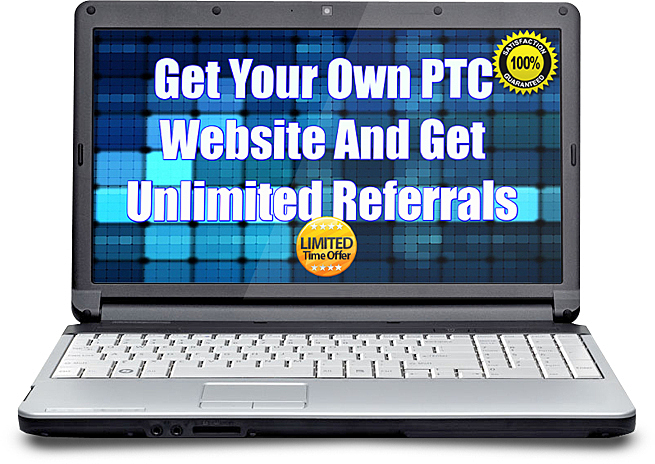 Get Your Own PTC
Website And Get
Unlimited Referrals
SATISFACTION
100%
GUARANTEED
LIMITED
Time Offer